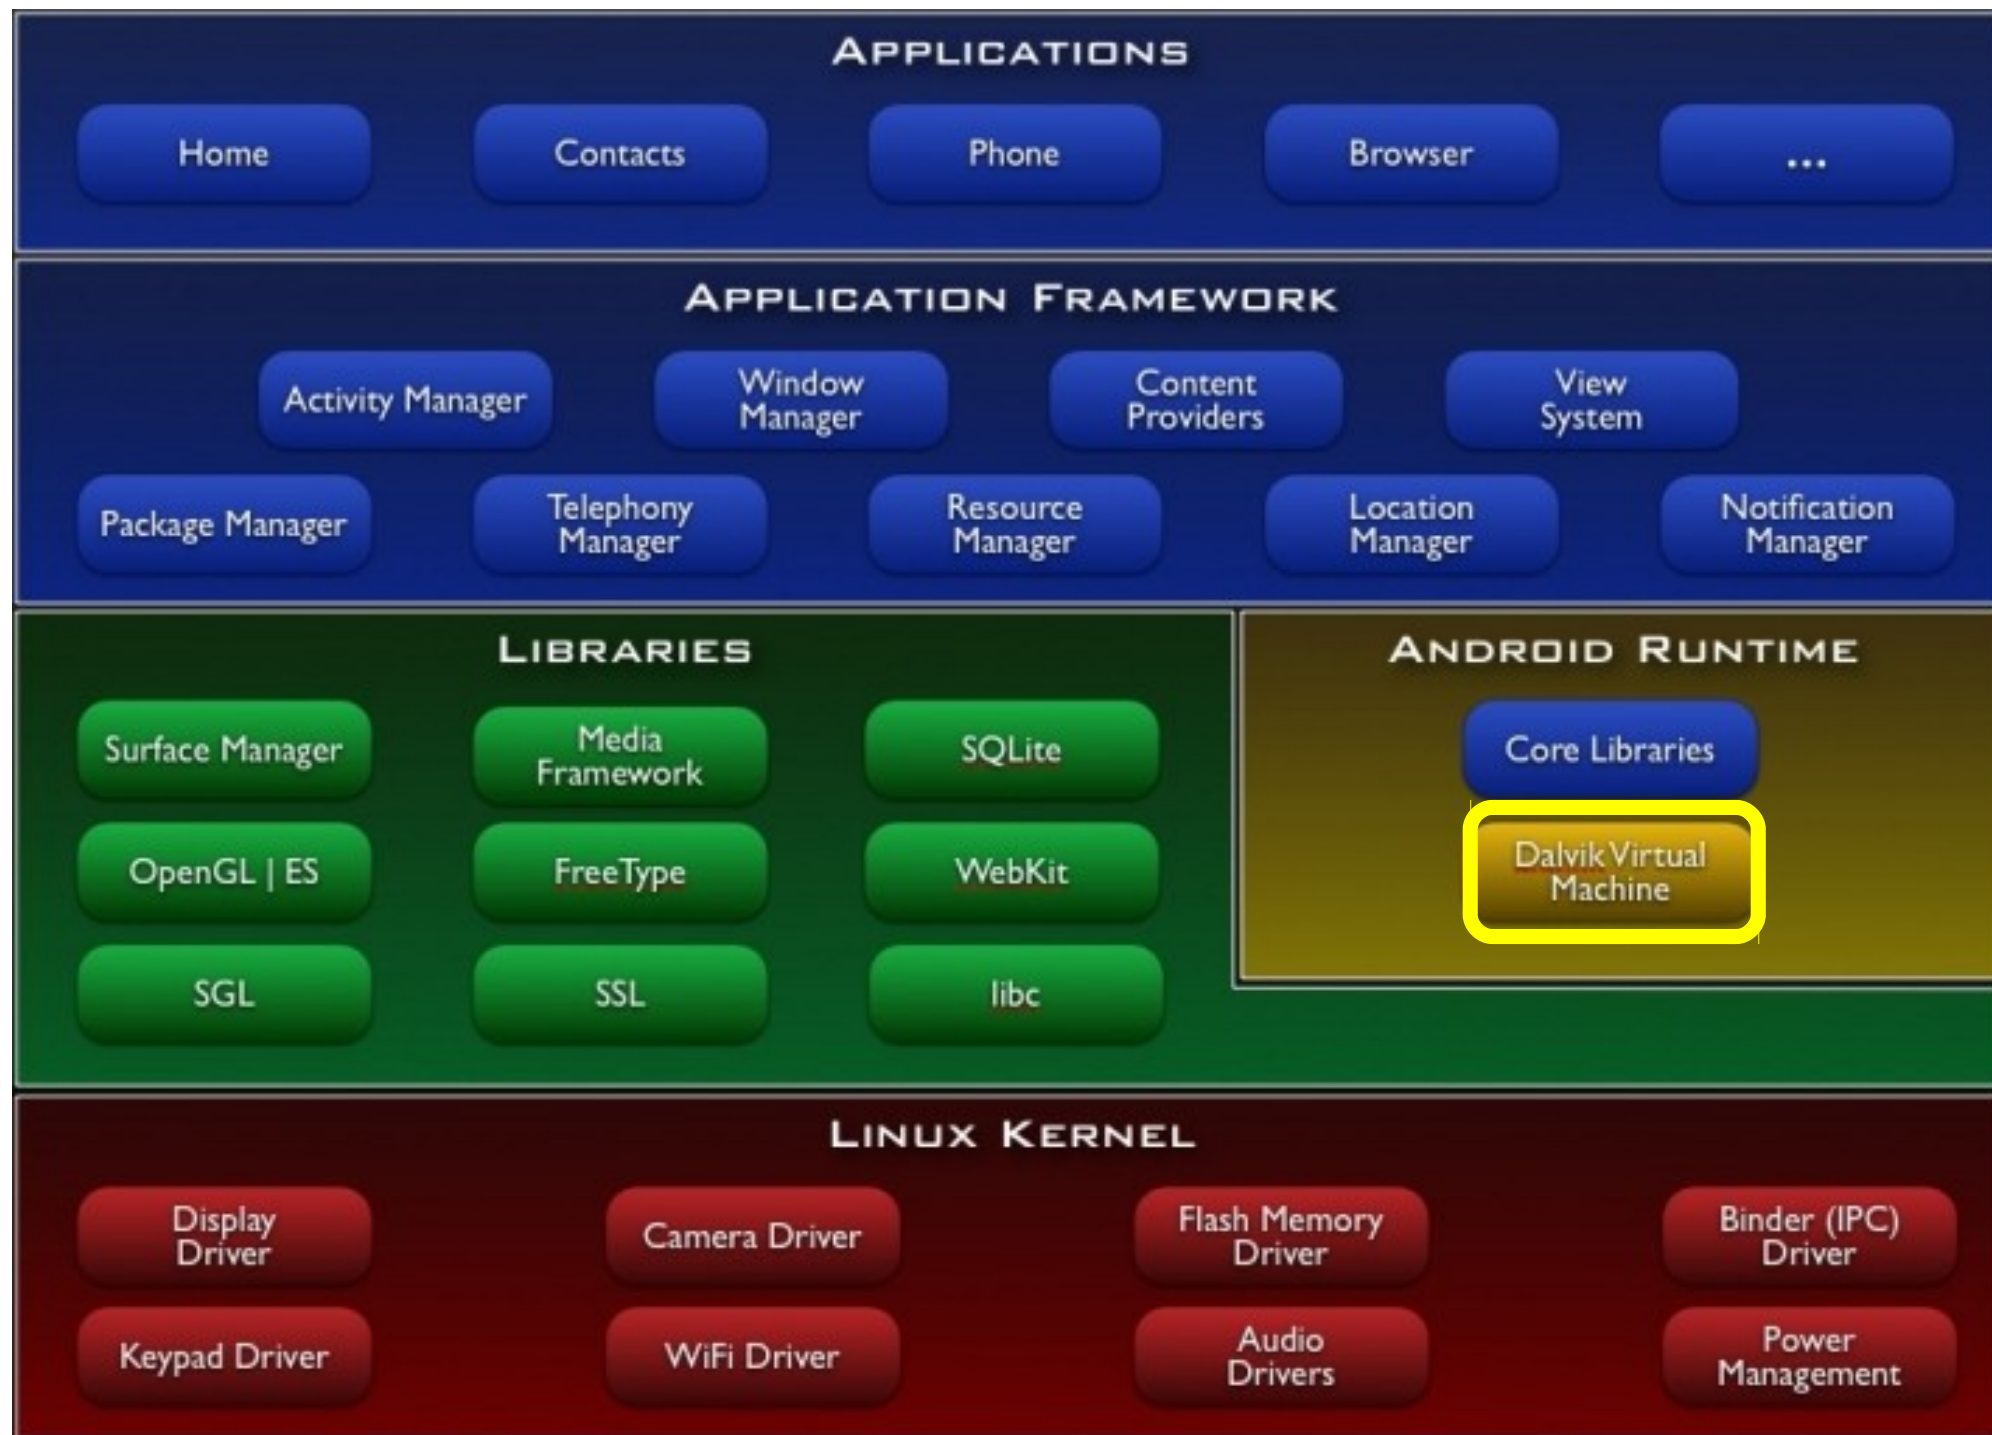 APPLICATIONS
Home
Contacts
Phone
Browser
...
APPLICATION FRAMEWORK
Activity Manager
Window
Manager
Content
Providers
View
System
Package Manager
Telephony
Manager
Resource
Manager
Location
Manager
Notification
Manager
LIBRARIES
Surface Manager
Media
Framework
SQLite
OpenGL | ES
FreeType
WebKit
SGL
SSL
libc
ANDROID RUNTIME
Core Libraries
Dalvik Virtual
Machine
LINUX KERNEL
Display
Driver
Camera Driver
Flash Memory
Driver
Binder (IPC)
Driver
Keypad Driver
WiFi Driver
Audio
Drivers
Power
Management